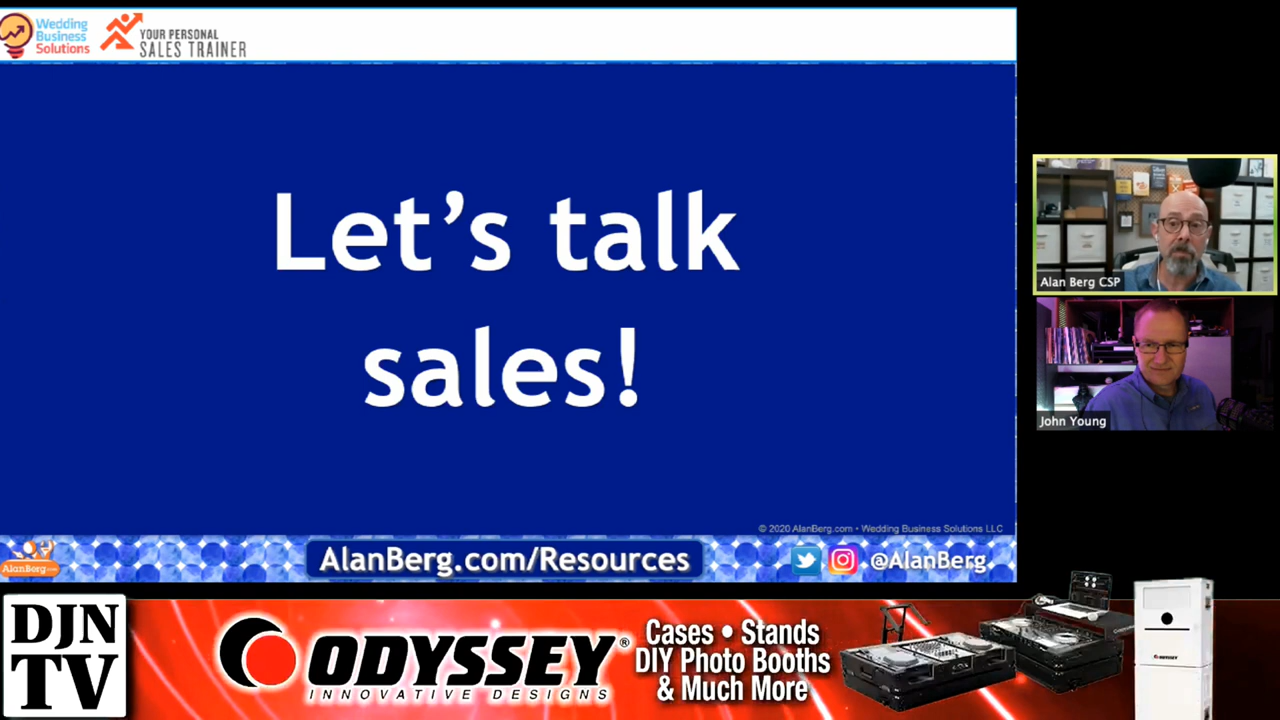 Wedding
Business
Solutions
YOUR PERSONAL
SALES TRAINER
Let's talk
sales!
© 2020 AlanBerg.com • Wedding Business Solutions LLC
AlanBerg.com
AlanBerg.com/Resources
@AlanBerg
Alan Berg CSP
John Young
DJN
TV
ODYSSEY®
INNOVATIVE DESIGNS
Cases • Stands
DIY Photo Booths
& Much More
ODYSSEY